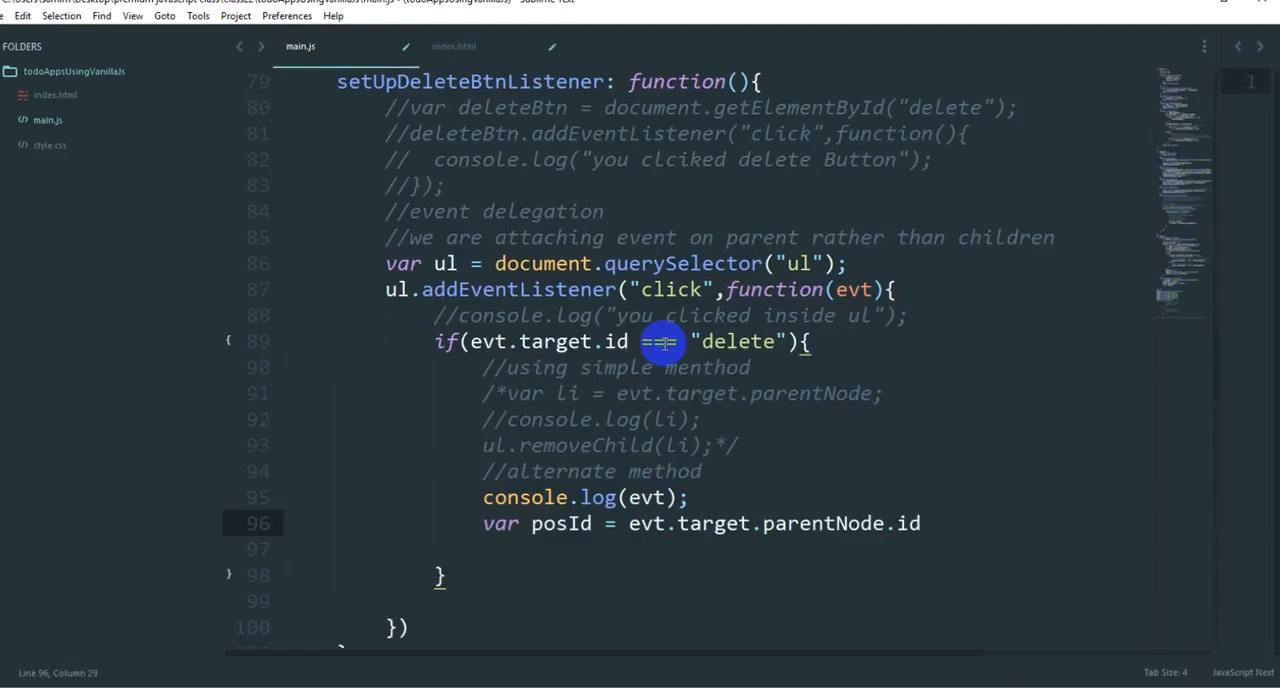 Edit Selection Find View Goto Tools Project Preferences Help
FOLDERS
todoAppsUsingVanillaJs
index.html
main.js
style.css
main.js index.html
79 setUpDeleteBtnListener: function(){
80 //var deleteBtn = document.getElementById("delete");
81 //deleteBtn.addEventListener("click",function(){
82 // console.log("you clciked delete Button");
83 //});
84 //event delegation
85 //we are attaching event on parent rather than children
86 var ul = document.querySelector("ul");
87 ul.addEventListener("click",function(evt){
88 //console.log("you clicked inside ul");
{ 89 if(evt.target.id === "delete"){
90 //using simple menthod
91 /*var li = evt.target.parentNode;
92 //console.log(li);
93 ul.removeChild(li);*/
94 //alternate method
95 console.log(evt);
96 var posId = evt.target.parentNode.id
97
} 98 }
99
100 })
1
Line 96, Column 29
Tab Size: 4 JavaScript Next